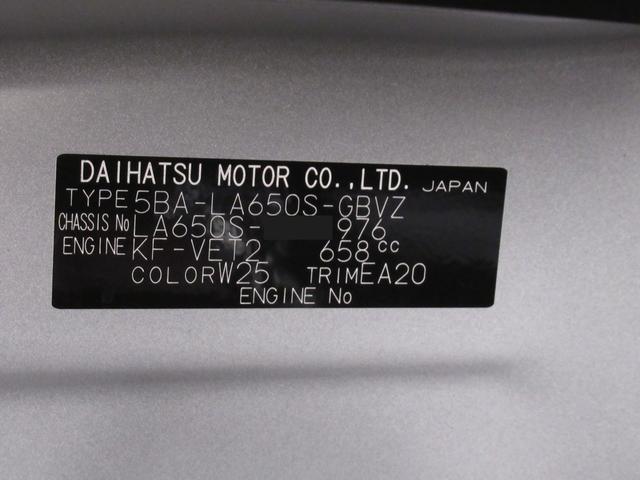 DAIHATSU MOTOR CO.,LTD. JAPAN
TYPE 5BA-LA650S-GBVZ
CHASSIS No LA650S- 976
ENGINE KF-VET2 658cc
COLOR W25 TRIM EA20
ENGINE No